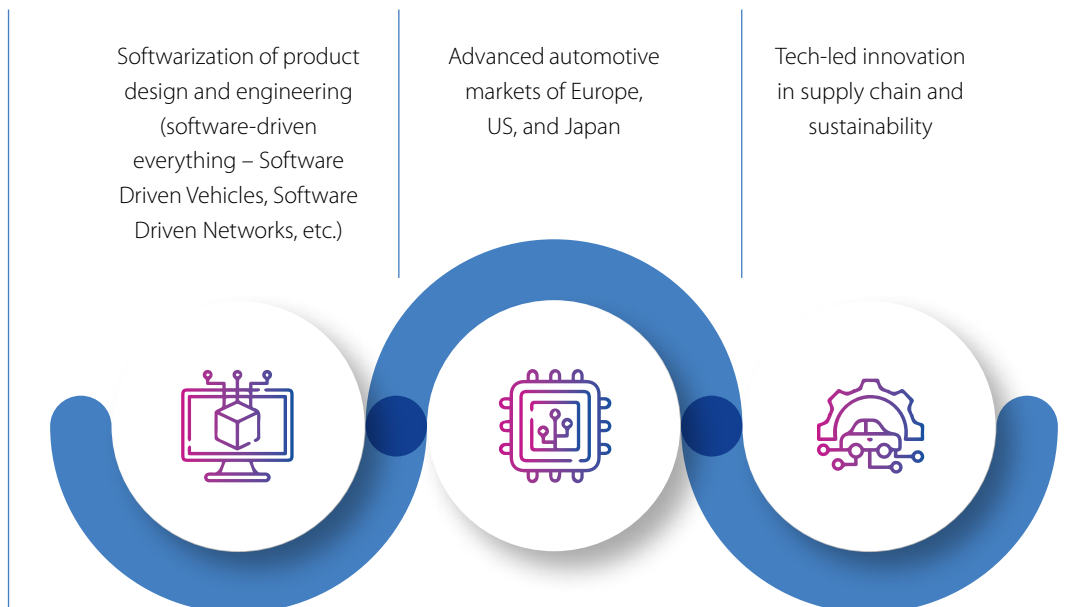 Softwarization of product
design and engineering
(software-driven
everything – Software
Driven Vehicles, Software
Driven Networks, etc.)
Advanced automotive
markets of Europe,
US, and Japan
Tech-led innovation
in supply chain and
sustainability